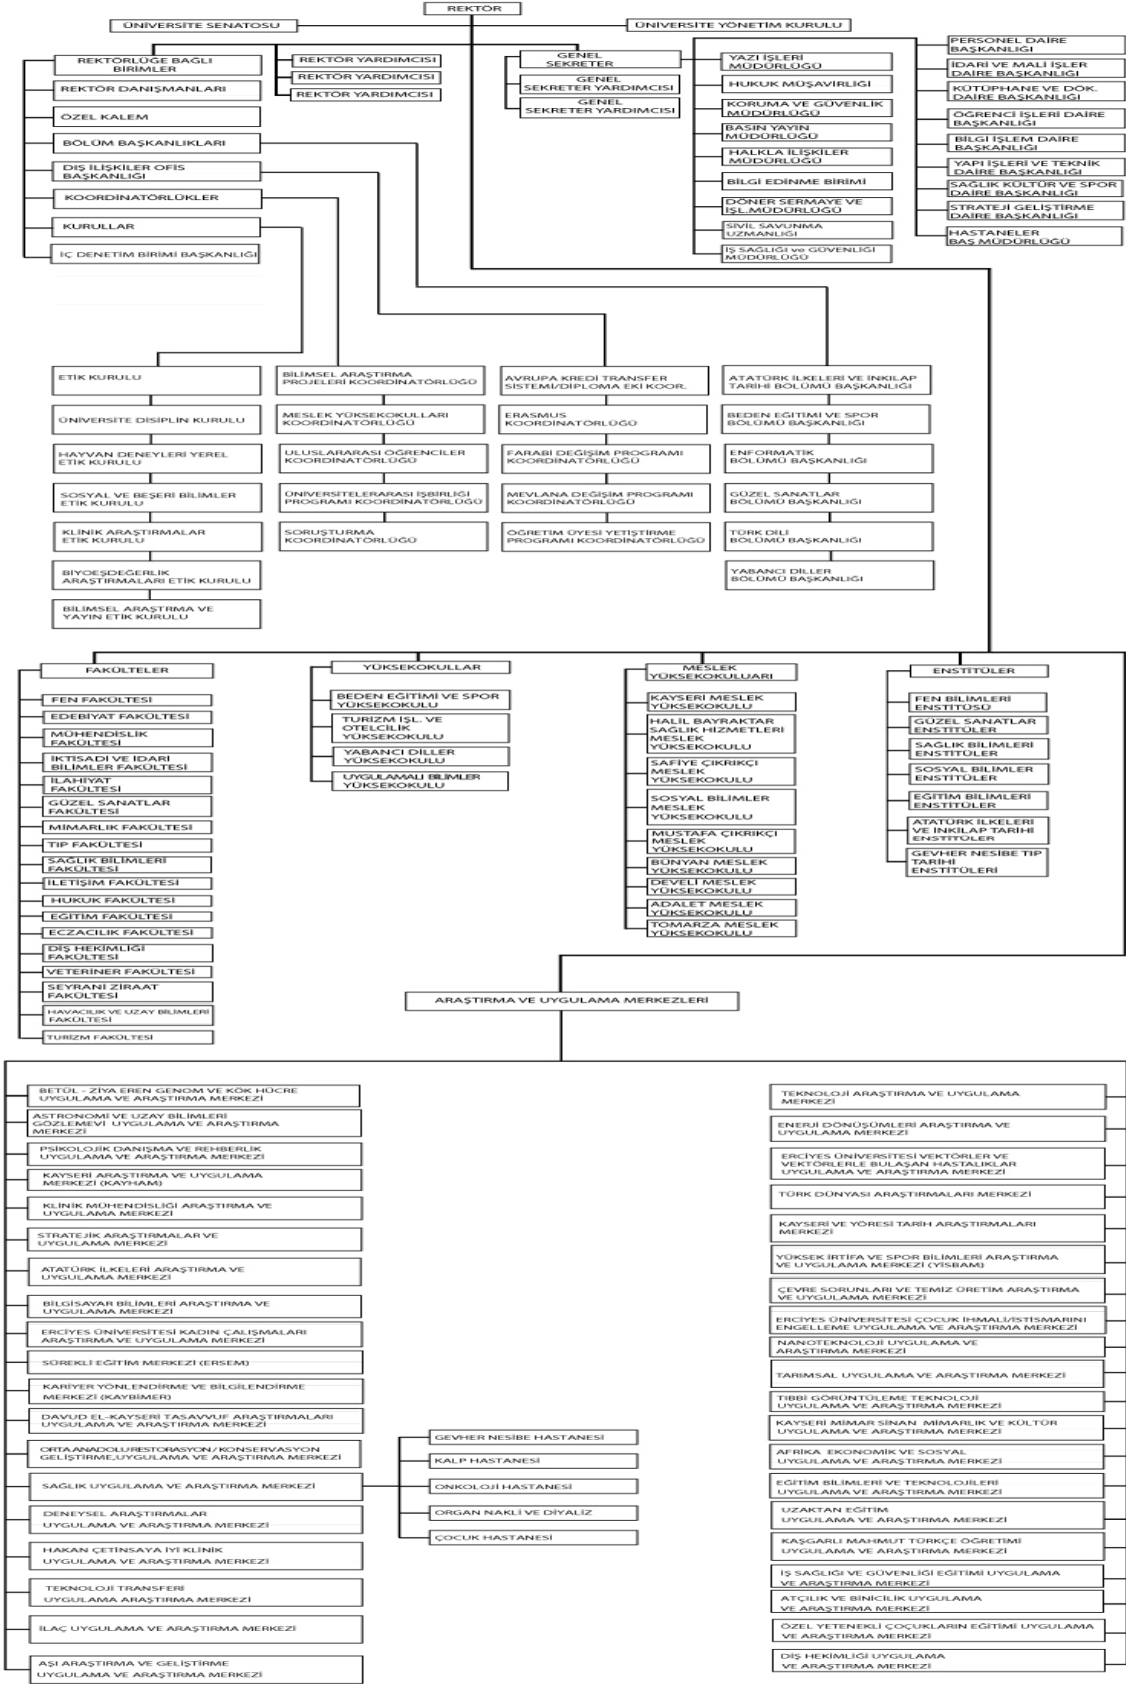 REKTÖR
ÜNİVERSİTE SENATOSU
ÜNİVERSİTE YÖNETİM KURULU
REKTÖRLÜĞE BAĞLI
BİRİMLER
REKTÖR DANIŞMANLARI
ÖZEL KALEM
BÖLÜM BAŞKANLIKLARI
DIŞ İLİŞKİLER OFİS
BAŞKANLIĞI
KOORDİNATÖRLÜKLER
KURULLAR
İÇ DENETİM BİRİMİ BAŞKANLIĞI
REKTÖR YARDIMCISI
REKTÖR YARDIMCISI
REKTÖR YARDIMCISI
GENEL
SEKRETER
GENEL
SEKRETER YARDIMCISI
GENEL
SEKRETER YARDIMCISI
YAZI İŞLERİ
MÜDÜRLÜĞÜ
HUKUK MÜŞAVİRLİĞİ
KORUMA VE GÜVENLİK
MÜDÜRLÜĞÜ
BASIN YAYIN
MÜDÜRLÜĞÜ
HALKLA İLİŞKİLER
MÜDÜRLÜĞÜ
BİLGİ EDİNME BİRİMİ
DÖNER SERMAYE VE
İŞL.MÜDÜRLÜĞÜ
SİVİL SAVUNMA
UZMANLIĞI
İŞ SAĞLIĞI ve GÜVENLİĞİ
MÜDÜRLÜĞÜ
PERSONEL DAİRE
BAŞKANLIĞI
İDARİ VE MALİ İŞLER
DAİRE BAŞKANLIĞI
KÜTÜPHANE VE DÖK.
DAİRE BAŞKANLIĞI
ÖĞRENCİ İŞLERİ DAİRE
BAŞKANLIĞI
BİLGİ İŞLEM DAİRE
BAŞKANLIĞI
YAPI İŞLERİ VE TEKNİK
DAİRE BAŞKANLIĞI
SAĞLIK KÜLTÜR VE SPOR
DAİRE BAŞKANLIĞI
STRATEJİ GELİŞTİRME
DAİRE BAŞKANLIĞI
HASTANELER
BAŞ MÜDÜRLÜĞÜ
ETİK KURULU
ÜNİVERSİTE DİSİPLİN KURULU
HAYVAN DENEYLERİ YEREL
ETİK KURULU
SOSYAL VE BEŞERİ BİLİMLER
ETİK KURULU
KLİNİK ARAŞTIRMALAR
ETİK KURULU
BİYOEŞDEĞERLİK
ARAŞTIRMALARI ETİK KURULU
BİLİMSEL ARAŞTRMA VE
YAYIN ETİK KURULU
BİLİMSEL ARAŞTIRMA
PROJELERİ KOORDİNATÖRLÜĞÜ
MESLEK YÜKSEKOKULLARI
KOORDİNATÖRLÜĞÜ
ULUSLARARASI ÖĞRENCİLER
KOORDİNATÖRLÜĞÜ
ÜNİVERSİTELERARASI İŞBİRLİĞİ
PROGRAMI KOORDİNATÖRLÜĞÜ
SORUŞTURMA
KOORDİNATÖRLÜĞÜ
AVRUPA KREDİ TRANSFER
SİSTEMİ/DİPLOMA EKİ KOOR.
ERASMUS
KOORDİNATÖRLÜĞÜ
FARABİ DEĞİŞİM PROGRAMI
KOORDİNATÖRLÜĞÜ
MEVLANA DEĞİŞİM PROGRAMI
KOORDİNATÖRLÜĞÜ
ÖĞRETİM ÜYESİ YETİŞTİRME
PROGRAMI KOORDİNATÖRLÜĞÜ
ATATÜRK İLKELERİ VE İNKILAP
TARİHİ BÖLÜMÜ BAŞKANLIĞI
BEDEN EĞİTİMİ VE SPOR
BÖLÜMÜ BAŞKANLIĞI
ENFORMATİK
BÖLÜMÜ BAŞKANLIĞI
GÜZEL SANATLAR
BÖLÜMÜ BAŞKANLIĞI
TÜRK DİLİ
BÖLÜMÜ BAŞKANLIĞI
YABANCI DİLLER
BÖLÜMÜ BAŞKANLIĞI
FAKÜLTELER
FEN FAKÜLTESİ
EDEBİYAT FAKÜLTESİ
MÜHENDİSLİK
FAKÜLTESİ
İKTİSADİ VE İDARİ
BİLİMLER FAKÜLTESİ
İLAHİYAT
FAKÜLTESİ
GÜZEL SANATLAR
FAKÜLTESİ
MİMARLIK FAKÜLTESİ
TIP FAKÜLTESİ
SAĞLIK BİLİMLERİ
FAKÜLTESİ
İLETİŞİM FAKÜLTESİ
HUKUK FAKÜLTESİ
EĞİTİM FAKÜLTESİ
ECZACILIK FAKÜLTESİ
DİŞ HEKİMLİĞİ
FAKÜLTESİ
VETERİNER FAKÜLTESİ
SEYRANİ ZİRAAT
FAKÜLTESİ
HAVACILIK VE UZAY BİLİMLERİ
FAKÜLTESİ
TURİZM FAKÜLTESİ
YÜKSEKOKULLAR
BEDEN EĞİTİMİ VE SPOR
YÜKSEKOKULU
TURİZM İŞL. VE
OTELCİLİK
YÜKSEKOKULU
YABANCI DİLLER
YÜKSEKOKULU
UYGULAMALI BİLİMLER
YÜKSEKOKULU
MESLEK
YÜKSEKOKULUARI
KAYSERİ MESLEK
YÜKSEKOKULU
HALİL BAYRAKTAR
SAĞLIK HİZMETLERİ
MESLEK
YÜKSEKOKULU
SAFİYE ÇIKRIKÇI
MESLEK
YÜKSEKOKULU
SOSYAL BİLİMLER
MESLEK
YÜKSEKOKULU
MUSTAFA ÇIKRIKÇI
MESLEK
YÜKSEKOKULU
BÜNYAN MESLEK
YÜKSEKOKULU
DEVELİ MESLEK
YÜKSEKOKULU
ADALET MESLEK
YÜKSEKOKULU
TOMARZA MESLEK
YÜKSEKOKULU
ENSTİTÜLER
FEN BİLİMLERİ
ENSTİTÜSÜ
GÜZEL SANATLAR
ENSTİTÜLER
SAĞLIK BİLİMLERİ
ENSTİTÜLER
SOSYAL BİLİMLER
ENSTİTÜLER
EĞİTİM BİLİMLERİ
ENSTİTÜLER
ATATÜRK İLKELERİ
VE İNKILAP TARİHİ
ENSTİTÜLER
GEVHER NESİBE TIP
TARİHİ
ENSTİTÜLERİ
ARAŞTIRMA VE UYGULAMA MERKEZLERİ
BETÜL - ZİYA EREN GENOM VE KÖK HÜCRE
UYGULAMA VE ARAŞTIRMA MERKEZİ
ASTRONOMİ VE UZAY BİLİMLERİ
GÖZLEMEVİ UYGULAMA VE ARAŞTIRMA
MERKEZİ
PSİKOLOJİK DANIŞMA VE REHBERLİK
UYGULAMA VE ARAŞTIRMA MERKEZİ
KAYSERİ ARAŞTIRMA VE UYGULAMA
MERKEZİ (KAYHAM)
KLİNİK MÜHENDİSLİĞİ ARAŞTIRMA VE
UYGULAMA MERKEZİ
STRATEJİK ARAŞTIRMALAR VE
UYGULAMA MERKEZİ
ATATÜRK İLKELERİ ARAŞTIRMA VE
UYGULAMA MERKEZİ
BİLGİSAYAR BİLİMLERİ ARAŞTIRMA VE
UYGULAMA MERKEZİ
ERCİYES ÜNİVERSİTESİ KADIN ÇALIŞMALARI
ARAŞTIRMA VE UYGULAMA MERKEZİ
SÜREKLİ EĞİTİM MERKEZİ (ERSEM)
KARİYER YÖNLENDİRME VE BİLGİLENDİRME
MERKEZİ (KAYBİMER)
DAVUD EL-KAYSERİ TASAVVUF ARAŞTIRMALARI
UYGULAMA VE ARAŞTIRMA MERKEZİ
ORTA ANADOLU RESTORASYON/ KONSERVASYON
GELİŞTİRME,UYGULAMA VE ARAŞTIRMA MERKEZİ
SAĞLIK UYGULAMA VE ARAŞTIRMA MERKEZİ
DENEYSEL ARAŞTIRMALAR
UYGULAMA VE ARAŞTIRMA MERKEZİ
HAKAN ÇETİNSAYA İYİ KLİNİK
UYGULAMA VE ARAŞTIRMA MERKEZİ
TEKNOLOJİ TRANSFERİ
UYGULAMA ARAŞTIRMA MERKEZİ
İLAÇ UYGULAMA VE ARAŞTIRMA MERKEZİ
AŞI ARAŞTIRMA VE GELİŞTİRME
UYGULAMA VE ARAŞTIRMA MERKEZİ
GEVHER NESİBE HASTANESİ
KALP HASTANESİ
ONKOLOJİ HASTANESİ
ORGAN NAKLİ VE DİYALİZ
ÇOCUK HASTANESİ
TEKNOLOJİ ARAŞTIRMA VE UYGULAMA
MERKEZİ
ENERJİ DÖNÜŞÜMLERİ ARAŞTIRMA VE
UYGULAMA MERKEZİ
ERCİYES ÜNİVERSİTESİ VEKTÖRLER VE
VEKTÖRLERLE BULAŞAN HASTALIKLAR
UYGULAMA VE ARAŞTIRMA MERKEZİ
TÜRK DÜNYASI ARAŞTIRMALARI MERKEZİ
KAYSERİ VE YÖRESİ TARİH ARAŞTIRMALARI
MERKEZİ
YÜKSEK İRTİFA VE SPOR BİLİMLERİ ARAŞTIRMA
VE UYGULAMA MERKEZİ (YİSBAM)
ÇEVRE SORUNLARI VE TEMİZ ÜRETİM ARAŞTIRMA
VE UYGULAMA MERKEZİ
ERCİYES ÜNİVERSİTESİ ÇOCUK İHMALİ/İSTİSMARINI
ENGELLEME UYGULAMA VE ARAŞTIRMA MERKEZİ
NANOTEKNOLOJİ UYGULAMA VE
ARAŞTIRMA MERKEZİ
TARIMSAL UYGULAMA VE ARAŞTIRMA MERKEZİ
TIBBİ GÖRÜNTÜLEME TEKNOLOJİ
UYGULAMA VE ARAŞTIRMA MERKEZİ
KAYSERİ MİMAR SİNAN MİMARLIK VE KÜLTÜR
UYGULAMA VE ARAŞTIRMA MERKEZİ
AFRİKA EKONOMİK VE SOSYAL
UYGULAMA VE ARAŞTIRMA MERKEZİ
EĞİTİM BİLİMLERİ VE TEKNOLOJİLERİ
UYGULAMA VE ARAŞTIRMA MERKEZİ
UZAKTAN EĞİTİM
UYGULAMA VE ARAŞTIRMA MERKEZİ
KAŞGARLI MAHMUT TÜRKÇE ÖĞRETİMİ
UYGULAMA VE ARAŞTIRMA MERKEZİ
İŞ SAĞLIĞI VE GÜVENLİĞİ EĞİTİMİ UYGULAMA
VE ARAŞTIRMA MERKEZİ
ATÇILIK VE BİNİCİLİK UYGULAMA
VE ARAŞTIRMA MERKEZİ
ÖZEL YETENEKLİ ÇOÇUKLARIN EĞİTİMİ UYGULAMA
VE ARAŞTIRMA MERKEZİ
DİŞ HEKİMLİĞİ UYGULAMA
VE ARAŞTIRMA MERKEZİ